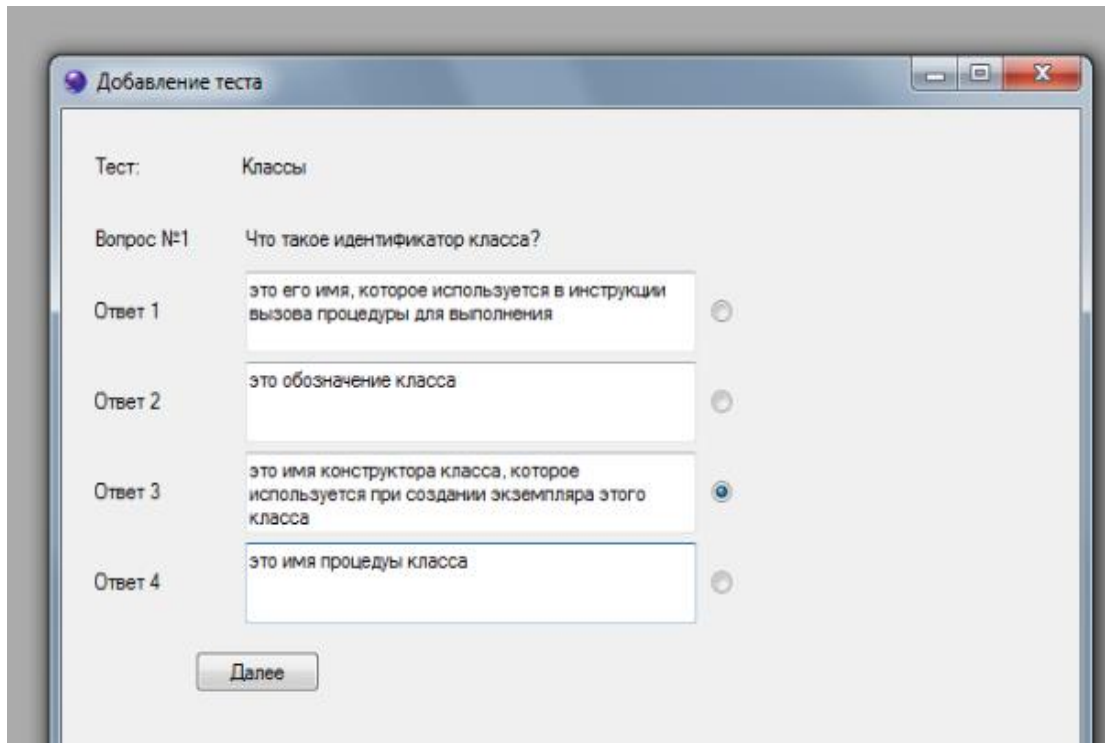 Добавление теста
Тест: Классы
Вопрос №1 Что такое идентификатор класса?
Ответ 1
это его имя, которое используется в инструкции
вызова процедуры для выполнения
Ответ 2
это обозначение класса
Ответ 3
это имя конструктора класса, которое
используется при создании экземпляра этого
класса
Ответ 4
это имя процедуы класса
Далее